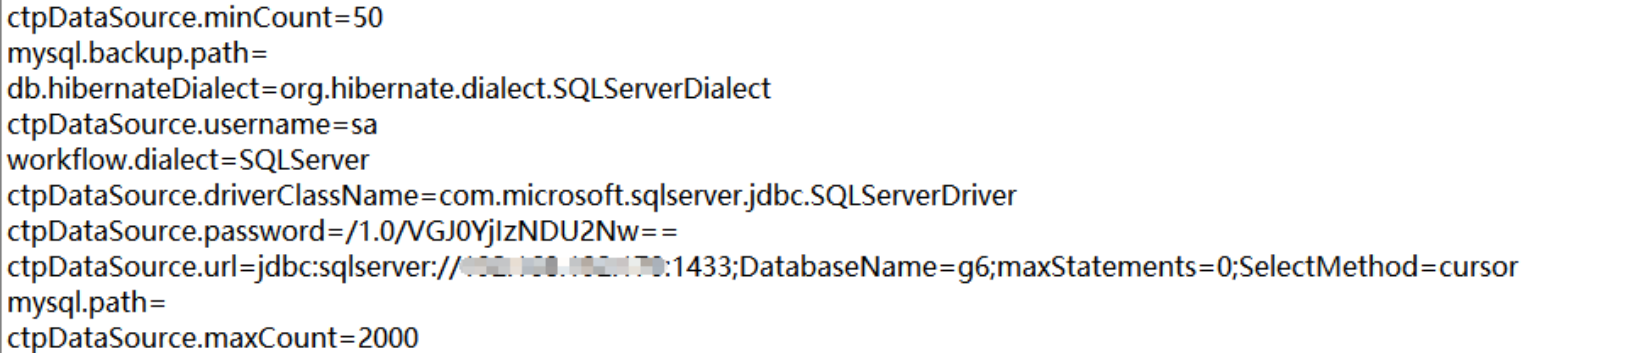 ctpDataSource.minCount=50
mysql.backup.path=
db.hibernateDialect=org.hibernate.dialect.SQLServerDialect
ctpDataSource.username=sa
workflow.dialect=SQLServer
ctpDataSource.driverClassName=com.microsoft.sqlserver.jdbc.SQLServerDriver
ctpDataSource.password=/1.0/VGJ0YjIzNDU2Nw==
ctpDataSource.url=jdbc:sqlserver://:1433;DatabaseName=g6;maxStatements=0;SelectMethod=cursor
mysql.path=
ctpDataSource.maxCount=2000